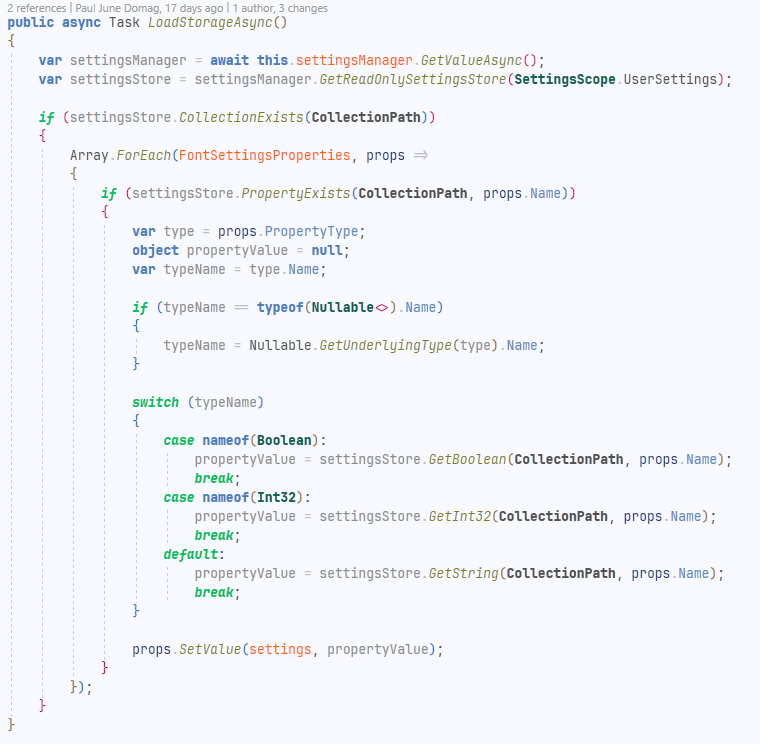 2 references | Paul June Domag, 17 days ago | 1 author, 3 changes
public async Task LoadStorageAsync()
{
    var settingsManager = await this.settingsManager.GetValueAsync();
    var settingsStore = settingsManager.GetReadOnlySettingsStore(SettingsScope.UserSettings);

    if (settingsStore.CollectionExists(CollectionPath))
    {
        Array.ForEach(FontSettingsProperties, props =>
        {
            if (settingsStore.PropertyExists(CollectionPath, props.Name))
            {
                var type = props.PropertyType;
                object propertyValue = null;
                var typeName = type.Name;

                if (typeName == typeof(Nullable<>).Name)
                {
                    typeName = Nullable.GetUnderlyingType(type).Name;
                }

                switch (typeName)
                {
                    case nameof(Boolean):
                        propertyValue = settingsStore.GetBoolean(CollectionPath, props.Name);
                        break;
                    case nameof(Int32):
                        propertyValue = settingsStore.GetInt32(CollectionPath, props.Name);
                        break;
                    default:
                        propertyValue = settingsStore.GetString(CollectionPath, props.Name);
                        break;
                }

                props.SetValue(settings, propertyValue);
            }
        });
    }
}